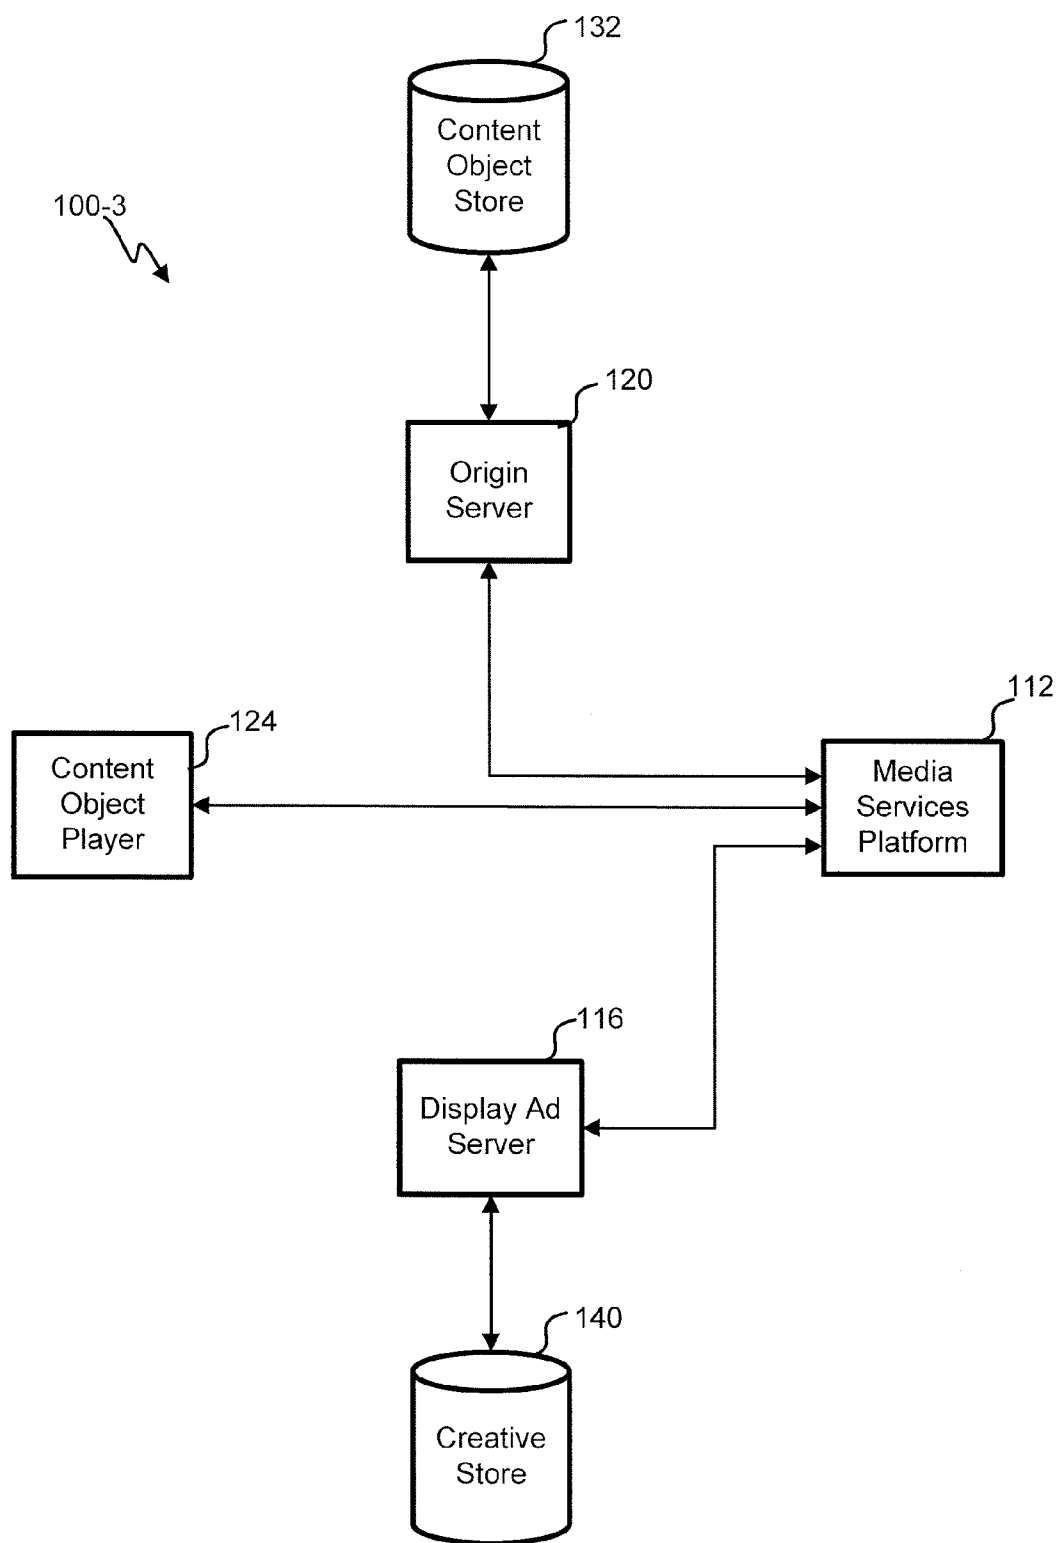 132
Content
Object
Store
100-3
120
Origin
Server
112
124
Content
Object
Player
Media
Services
Platform
116
Display Ad
Server
140
Creative
Store